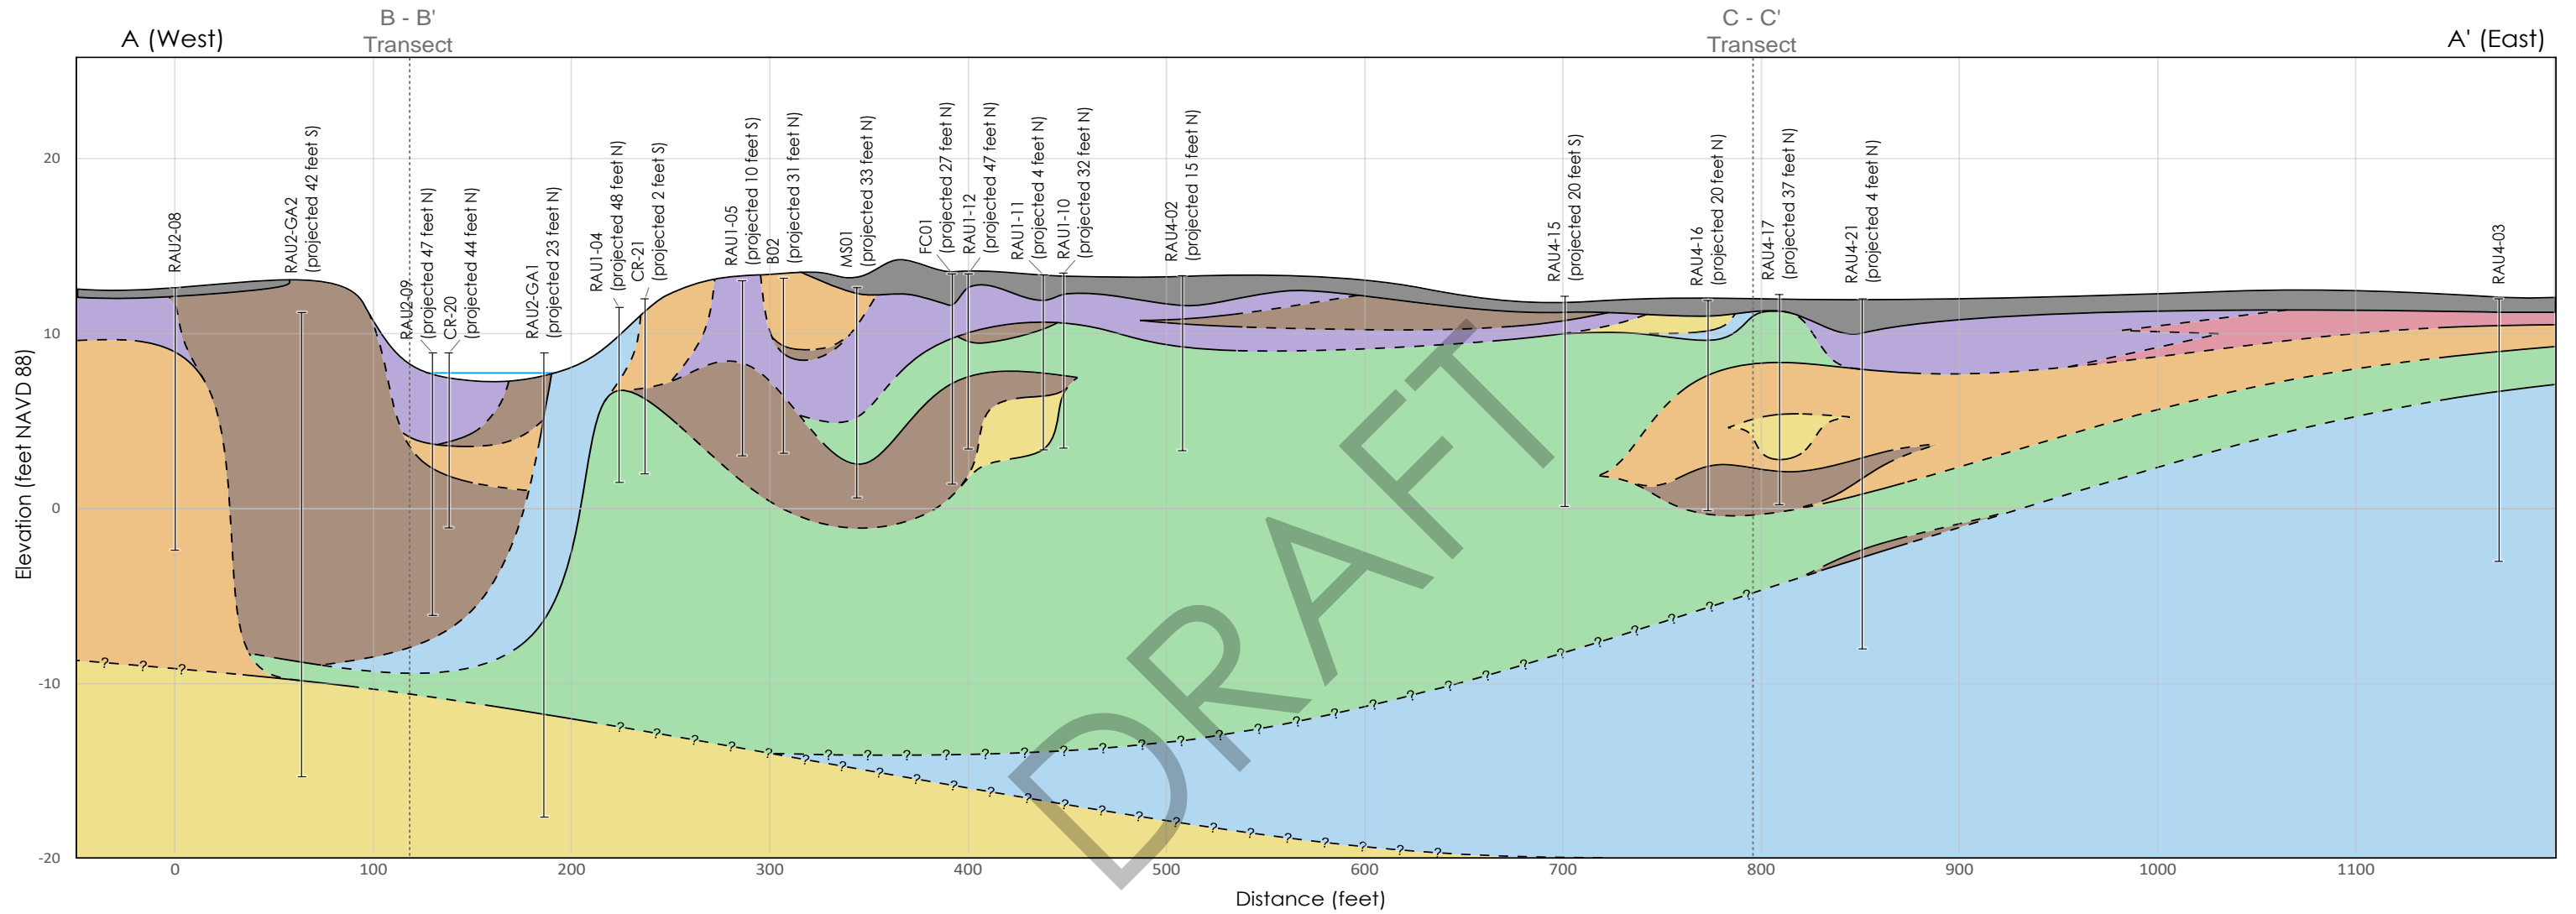 B - B'
Transect
C - C'
Transect
A (West)
A' (East)
RAU2-08
RAU2-GA2
(projected 42 feet S)
RAU2-09
(projected 47 feet N)
CR-20
(projected 44 feet N)
RAU2-GA1
(projected 23 feet N)
RAU1-04
(projected 48 feet N)
CR-21
(projected 2 feet S)
RAU1-05
(projected 10 feet S)
B02
(projected 31 feet N)
MS01
(projected 33 feet N)
FC01
(projected 27 feet N)
RAU1-12
(projected 47 feet N)
RAU1-11
(projected 4 feet N)
RAU1-10
(projected 32 feet N)
RAU4-02
(projected 15 feet N)
RAU4-15
(projected 20 feet S)
RAU4-16
(projected 20 feet N)
RAU4-17
(projected 37 feet N)
RAU4-21
(projected 4 feet N)
RAU4-03
Elevation (feet NAVD 88)
20
10
0
-10
-20
DRAFT
0 100 200 300 400 500 600 700 800 900 1000 1100
Distance (feet)